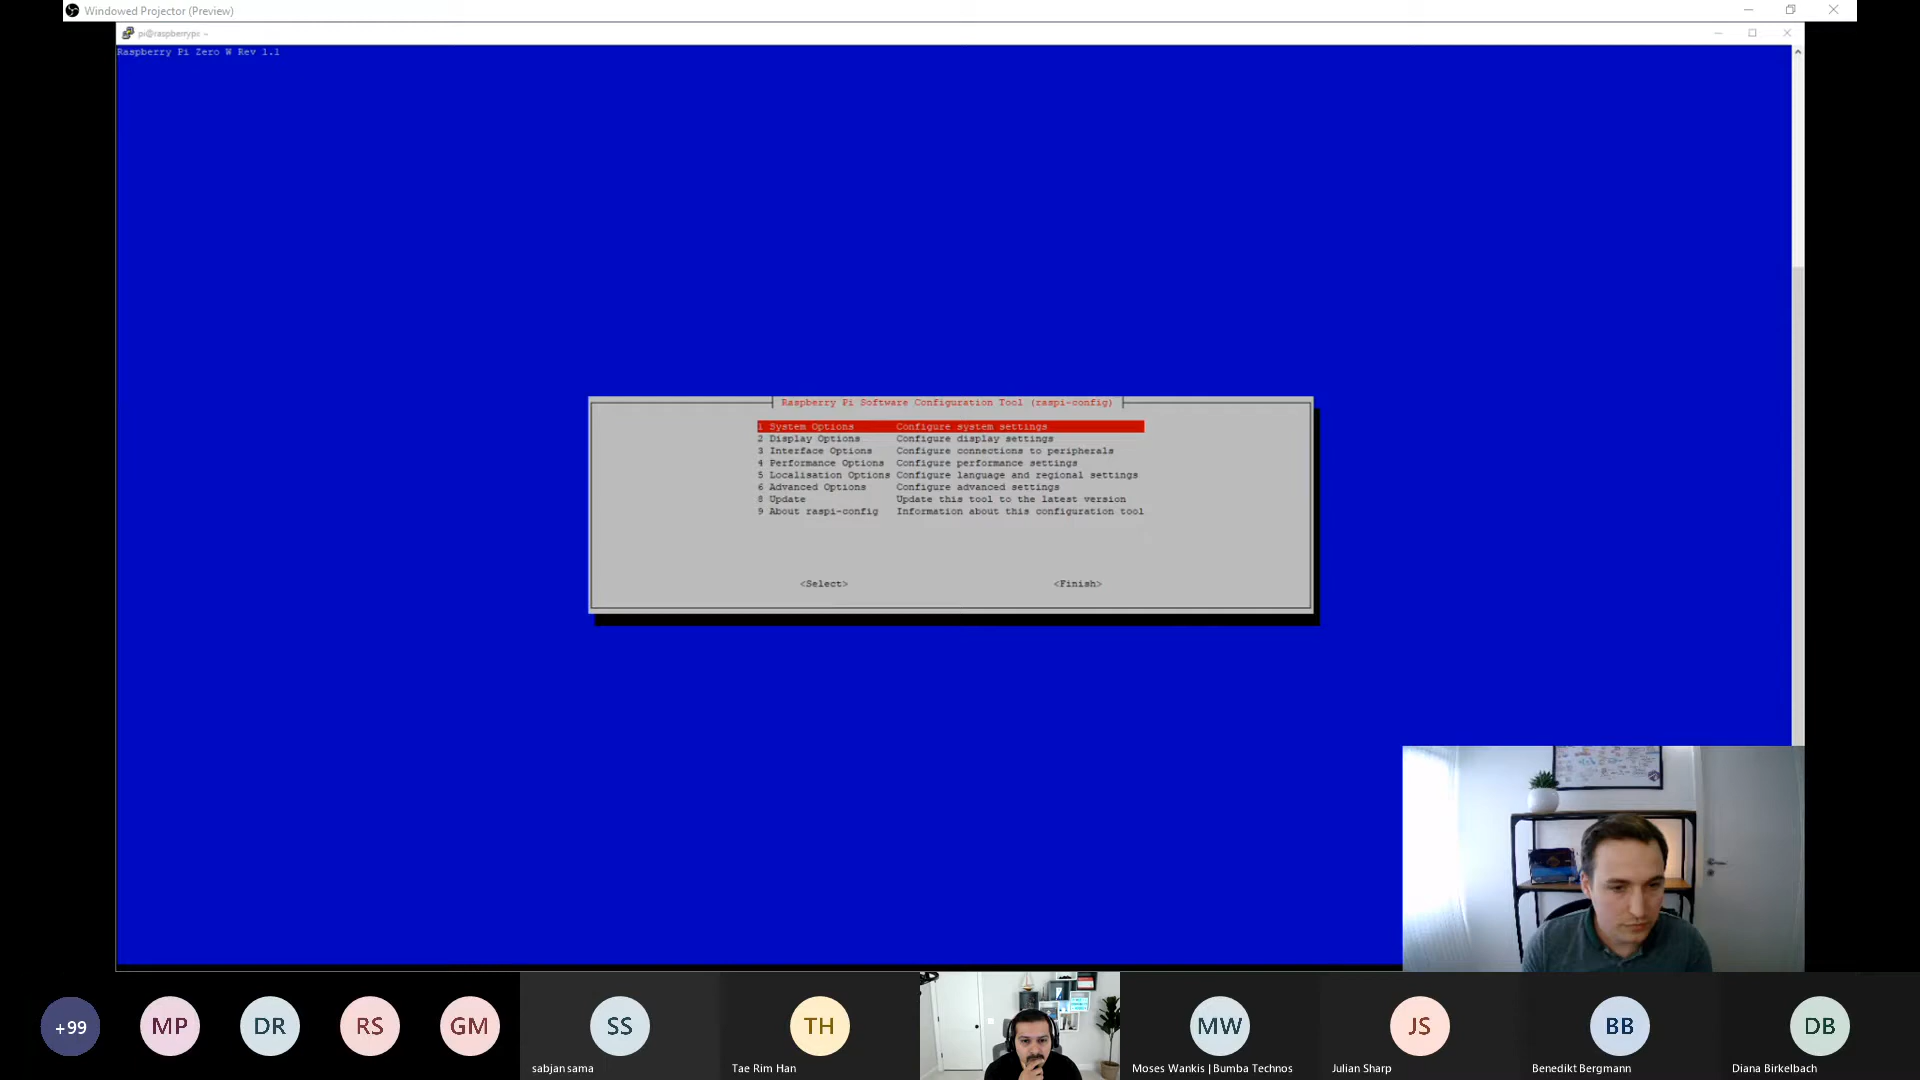 Windowed Projector (Preview)
pi@raspberrypi: ~
Raspberry Pi Zero W Rev 1.1
Raspberry Pi Software Configuration Tool (raspi-config)
1 System Options Configure system settings
2 Display Options Configure display settings
3 Interface Options Configure connections to peripherals
4 Performance Options Configure performance settings
5 Localisation Options Configure language and regional settings
6 Advanced Options Configure advanced settings
8 Update Update this tool to the latest version
9 About raspi-config Information about this configuration tool
<Select> <Finish>
+99 MP DR RS GM SS TH MW JS BB DB
sabjan sama Tae Rim Han Moses Wankis | Bumba Technos Julian Sharp Benedikt Bergmann Diana Birkelbach